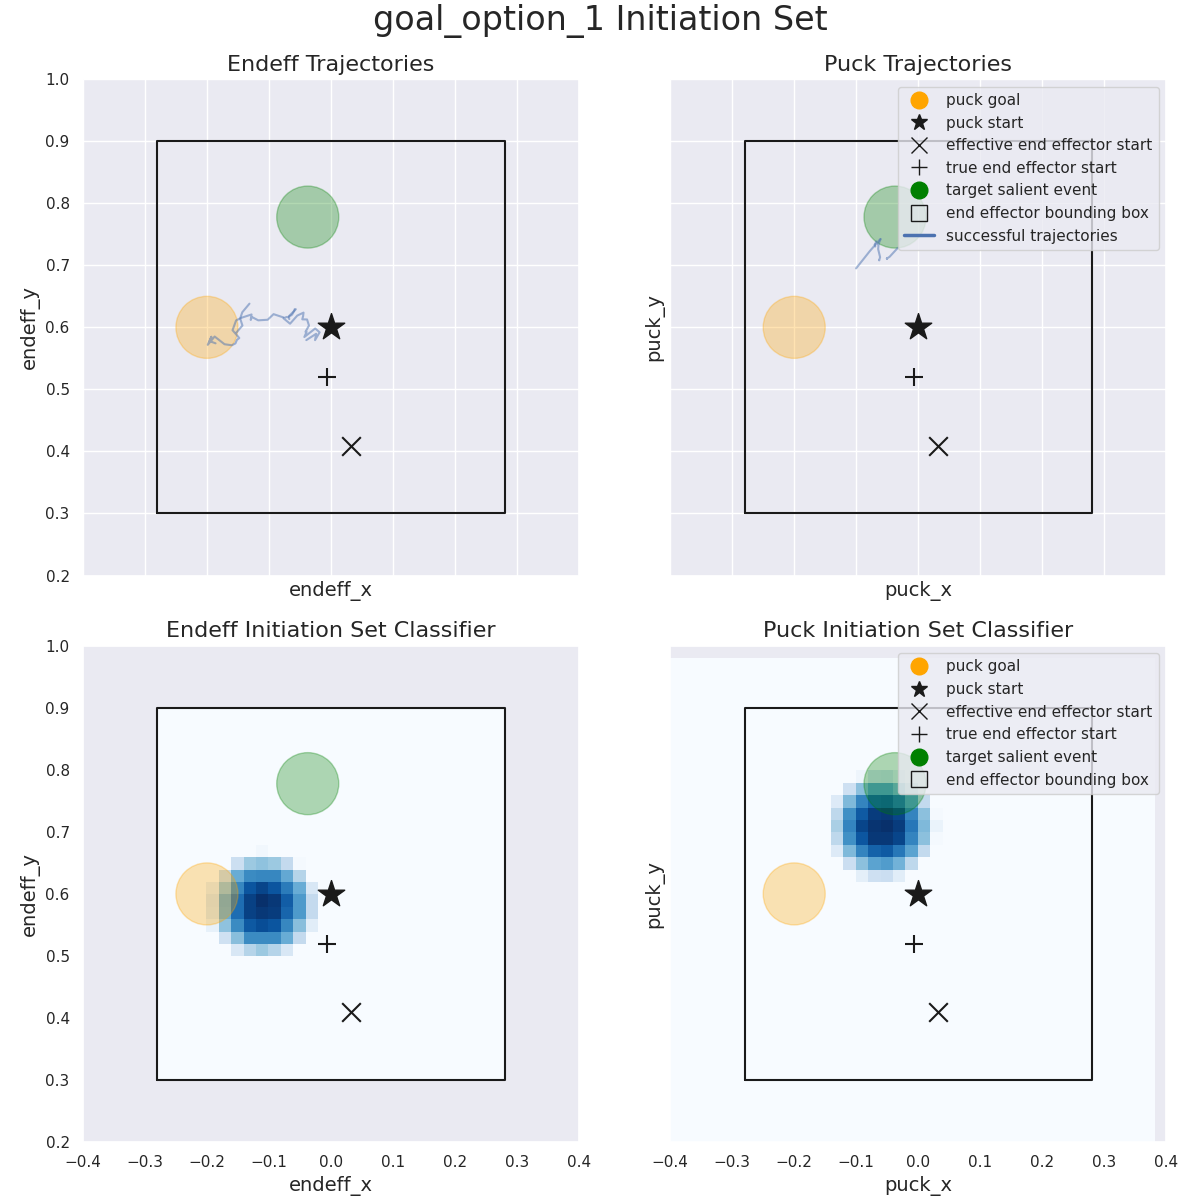 goal_option_1 Initiation Set
Endeff Trajectories
Puck Trajectories
1.0
0.9
0.8
0.7
0.6
0.5
0.4
0.3
0.2
endeff_y
endeff_x
puck_y
puck_x
puck goal
puck start
effective end effector start
true end effector start
target salient event
end effector bounding box
successful trajectories
Endeff Initiation Set Classifier
Puck Initiation Set Classifier
1.0
0.9
0.8
0.7
0.6
0.5
0.4
0.3
0.2
endeff_y
−0.4 −0.3 −0.2 −0.1 0.0 0.1 0.2 0.3 0.4
endeff_x
puck_y
puck goal
puck start
effective end effector start
true end effector start
target salient event
end effector bounding box
−0.4 −0.3 −0.2 −0.1 0.0 0.1 0.2 0.3 0.4
puck_x